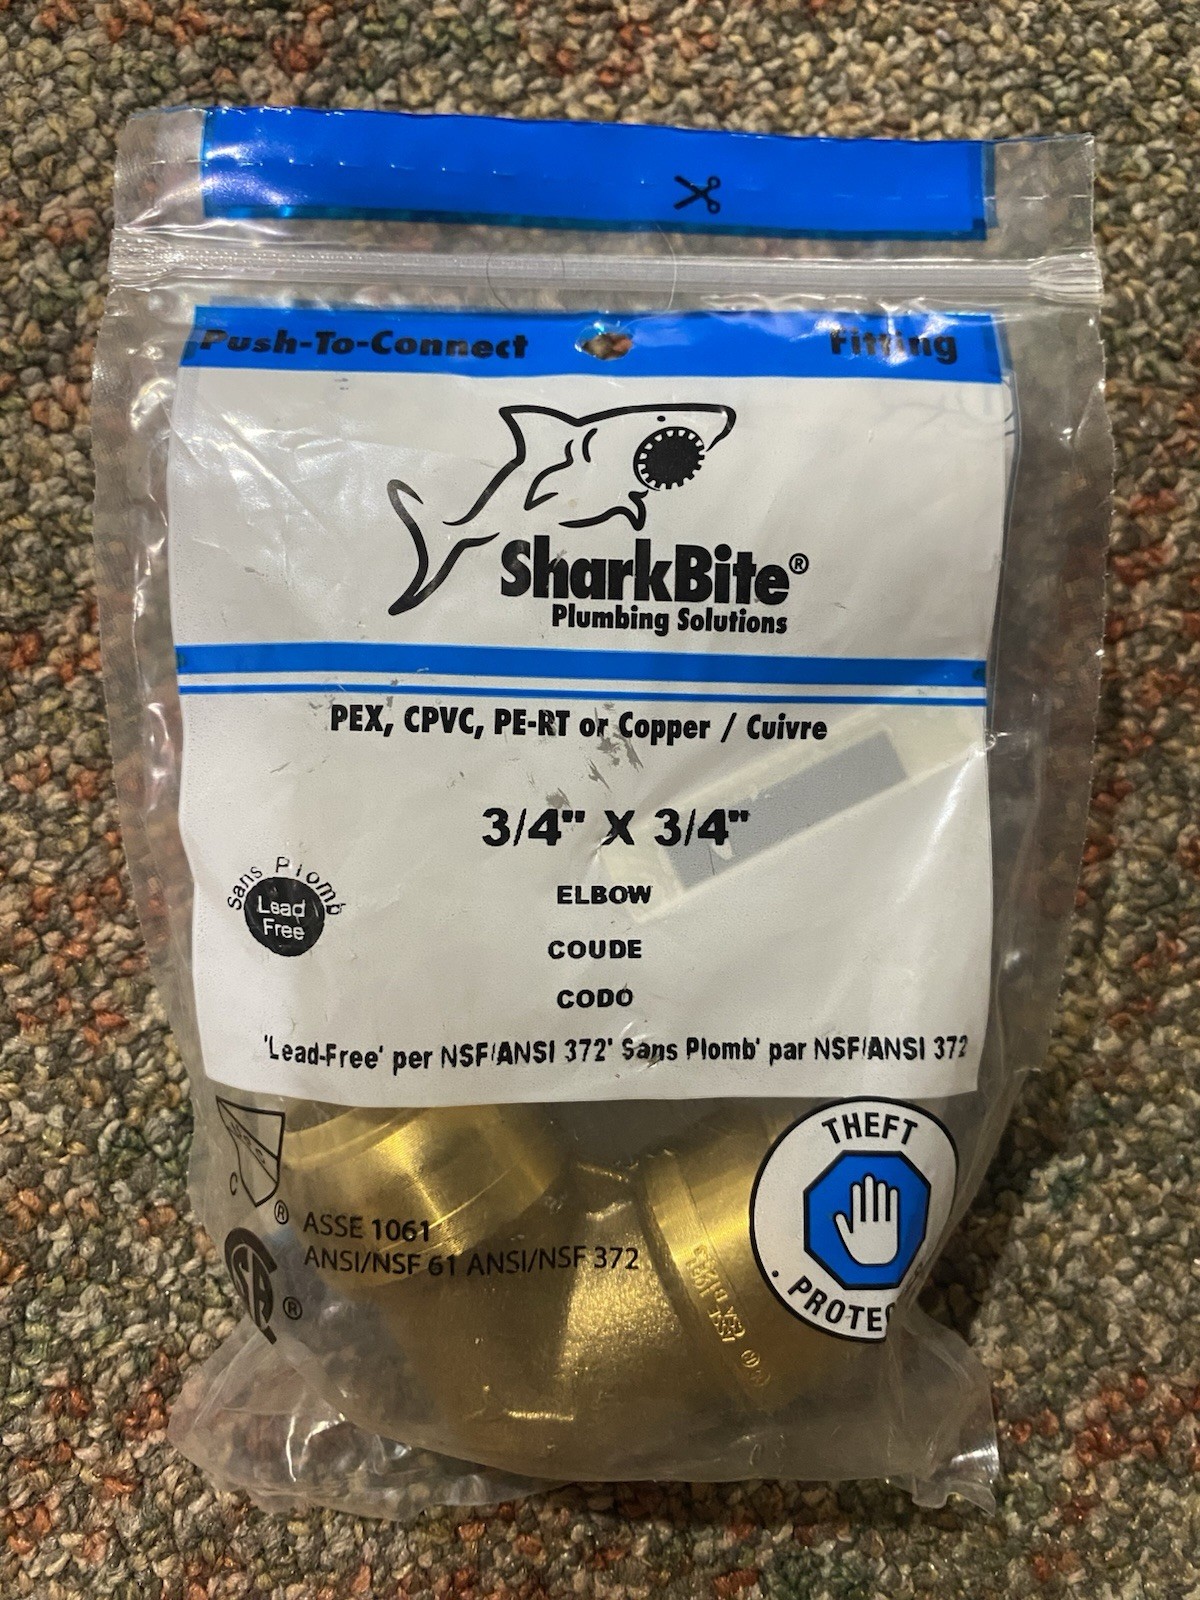 Push-To-Connect Fitting
SharkBite®
Plumbing Solutions
PEX, CPVC, PE-RT or Copper / Cuivre
3/4" X 3/4"
Sans Plomb
Lead
Free
ELBOW
COUDE
CODO
'Lead-Free' per NSF/ANSI 372' Sans Plomb' par NSF/ANSI 372
C ®
ASSE 1061
ANSI/NSF 61 ANSI/NSF 372
SA ®
THEFT
PROTEC